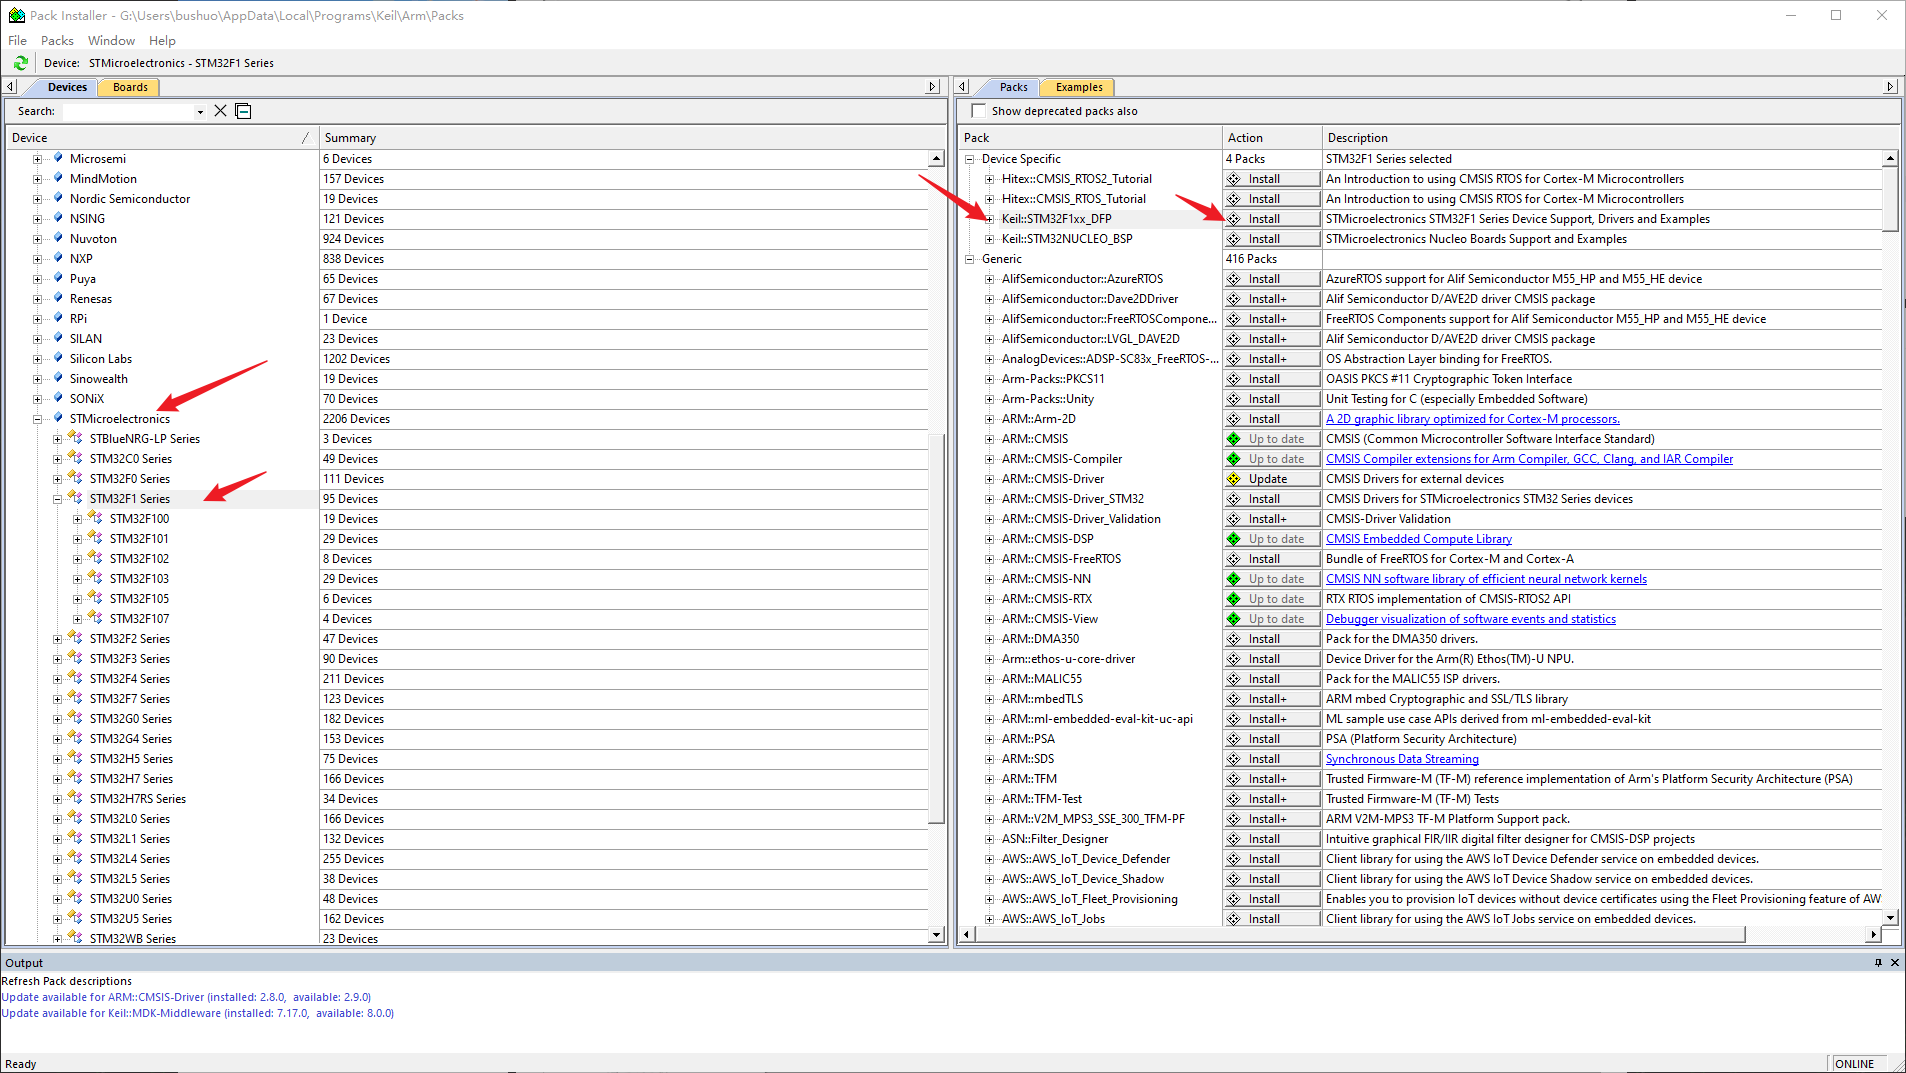 Pack Installer - G:\Users\bushuo\AppData\Local\Programs\Keil\Arm\Packs
File Packs Window Help
Device: STMicroelectronics - STM32F1 Series
Devices Boards
Search:
Device Summary
Microsemi 6 Devices
MindMotion 157 Devices
Nordic Semiconductor 19 Devices
NSING 121 Devices
Nuvoton 924 Devices
NXP 838 Devices
Puya 65 Devices
Renesas 67 Devices
RPi 1 Device
SILAN 23 Devices
Silicon Labs 1202 Devices
Sinowealth 19 Devices
SONiX 70 Devices
STMicroelectronics 2206 Devices
STBlueNRG-LP Series 3 Devices
STM32C0 Series 49 Devices
STM32F0 Series 111 Devices
STM32F1 Series 95 Devices
STM32F100 19 Devices
STM32F101 29 Devices
STM32F102 8 Devices
STM32F103 29 Devices
STM32F105 6 Devices
STM32F107 4 Devices
STM32F2 Series 47 Devices
STM32F3 Series 90 Devices
STM32F4 Series 211 Devices
STM32F7 Series 123 Devices
STM32G0 Series 182 Devices
STM32G4 Series 153 Devices
STM32H5 Series 75 Devices
STM32H7 Series 166 Devices
STM32H7RS Series 34 Devices
STM32L0 Series 166 Devices
STM32L1 Series 132 Devices
STM32L4 Series 255 Devices
STM32L5 Series 38 Devices
STM32U0 Series 48 Devices
STM32U5 Series 162 Devices
STM32WB Series 23 Devices
Packs Examples
Show deprecated packs also
Pack Action Description
Device Specific 4 Packs STM32F1 Series selected
Hitex::CMSIS_RTOS2_Tutorial Install An Introduction to using CMSIS RTOS for Cortex-M Microcontrollers
Hitex::CMSIS_RTOS_Tutorial Install An Introduction to using CMSIS RTOS for Cortex-M Microcontrollers
Keil::STM32F1xx_DFP Install STMicroelectronics STM32F1 Series Device Support, Drivers and Examples
Keil::STM32NUCLEO_BSP Install STMicroelectronics Nucleo Boards Support and Examples
Generic 416 Packs
AlifSemiconductor::AzureRTOS Install AzureRTOS support for Alif Semiconductor M55_HP and M55_HE device
AlifSemiconductor::Dave2DDriver Install+ Alif Semiconductor D/AVE2D driver CMSIS package
AlifSemiconductor::FreeRTOSCompone... Install+ FreeRTOS Components support for Alif Semiconductor M55_HP and M55_HE device
AlifSemiconductor::LVGL_DAVE2D Install+ Alif Semiconductor D/AVE2D driver CMSIS package
AnalogDevices::ADSP-SC83x_FreeRTOS-... Install+ OS Abstraction Layer binding for FreeRTOS.
Arm-Packs::PKCS11 Install OASIS PKCS #11 Cryptographic Token Interface
Arm-Packs::Unity Install Unit Testing for C (especially Embedded Software)
ARM::Arm-2D Install A 2D graphic library optimized for Cortex-M processors.
ARM::CMSIS Up to date CMSIS (Common Microcontroller Software Interface Standard)
ARM::CMSIS-Compiler Up to date CMSIS Compiler extensions for Arm Compiler, GCC, Clang, and IAR Compiler
ARM::CMSIS-Driver Update CMSIS Drivers for external devices
ARM::CMSIS-Driver_STM32 Install CMSIS Drivers for STMicroelectronics STM32 Series devices
ARM::CMSIS-Driver_Validation Install+ CMSIS-Driver Validation
ARM::CMSIS-DSP Up to date CMSIS Embedded Compute Library
ARM::CMSIS-FreeRTOS Install Bundle of FreeRTOS for Cortex-M and Cortex-A
ARM::CMSIS-NN Up to date CMSIS NN software library of efficient neural network kernels
ARM::CMSIS-RTX Up to date RTX RTOS implementation of CMSIS-RTOS2 API
ARM::CMSIS-View Up to date Debugger visualization of software events and statistics
ARM::DMA350 Install Pack for the DMA350 drivers.
Arm::ethos-u-core-driver Install Device Driver for the Arm(R) Ethos(TM)-U NPU.
ARM::MALIC55 Install Pack for the MALIC55 ISP drivers.
ARM::mbedTLS Install+ ARM mbed Cryptographic and SSL/TLS library
ARM::ml-embedded-eval-kit-uc-api Install+ ML sample use case APIs derived from ml-embedded-eval-kit
ARM::PSA Install PSA (Platform Security Architecture)
ARM::SDS Install Synchronous Data Streaming
ARM::TFM Install+ Trusted Firmware-M (TF-M) reference implementation of Arm's Platform Security Architecture (PSA)
ARM::TFM-Test Install+ Trusted Firmware-M (TF-M) Tests
ARM::V2M_MPS3_SSE_300_TFM-PF Install+ ARM V2M-MPS3 TF-M Platform Support pack.
ASN::Filter_Designer Install Intuitive graphical FIR/IIR digital filter designer for CMSIS-DSP projects
AWS::AWS_IoT_Device_Defender Install Client library for using the AWS IoT Device Defender service on embedded devices.
AWS::AWS_IoT_Device_Shadow Install Client library for using the AWS IoT Device Shadow service on embedded devices.
AWS::AWS_IoT_Fleet_Provisioning Install Enables you to provision IoT devices without device certificates using the Fleet Provisioning feature of AW
AWS::AWS_IoT_Jobs Install Client library for using the AWS IoT Jobs service on embedded devices.
Output
Refresh Pack descriptions
Update available for ARM::CMSIS-Driver (installed: 2.8.0, available: 2.9.0)
Update available for Keil::MDK-Middleware (installed: 7.17.0, available: 8.0.0)
Ready ONLINE